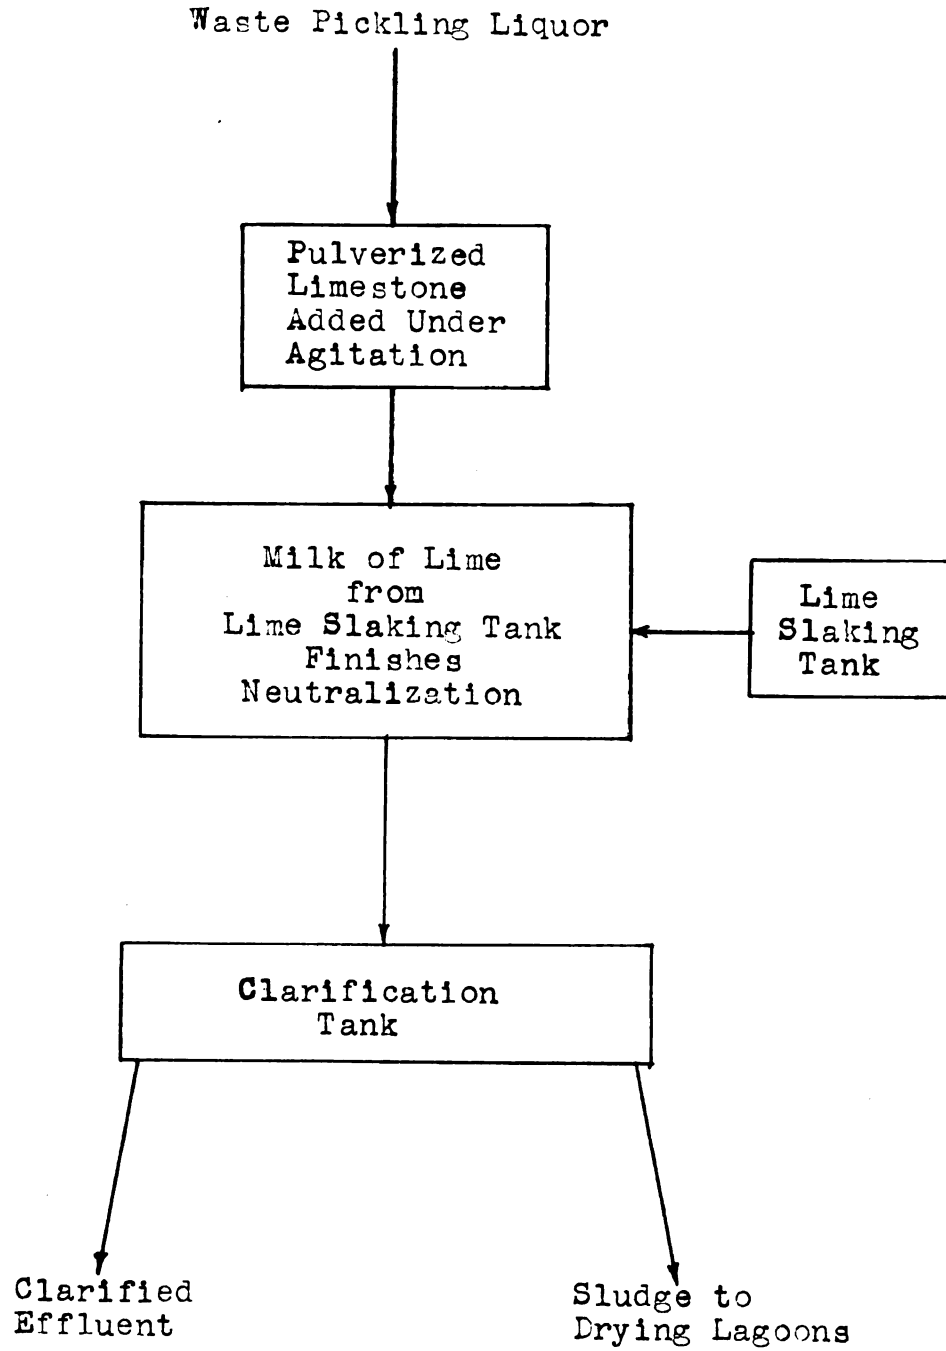 Waste Pickling Liquor
Pulverized
Limestone
Added Under
Agitation
Milk of Lime
from
Lime Slaking Tank
Finishes
Neutralization
Lime
Slaking
Tank
Clarification
Tank
Clarified
Effluent
Sludge to
Drying Lagoons